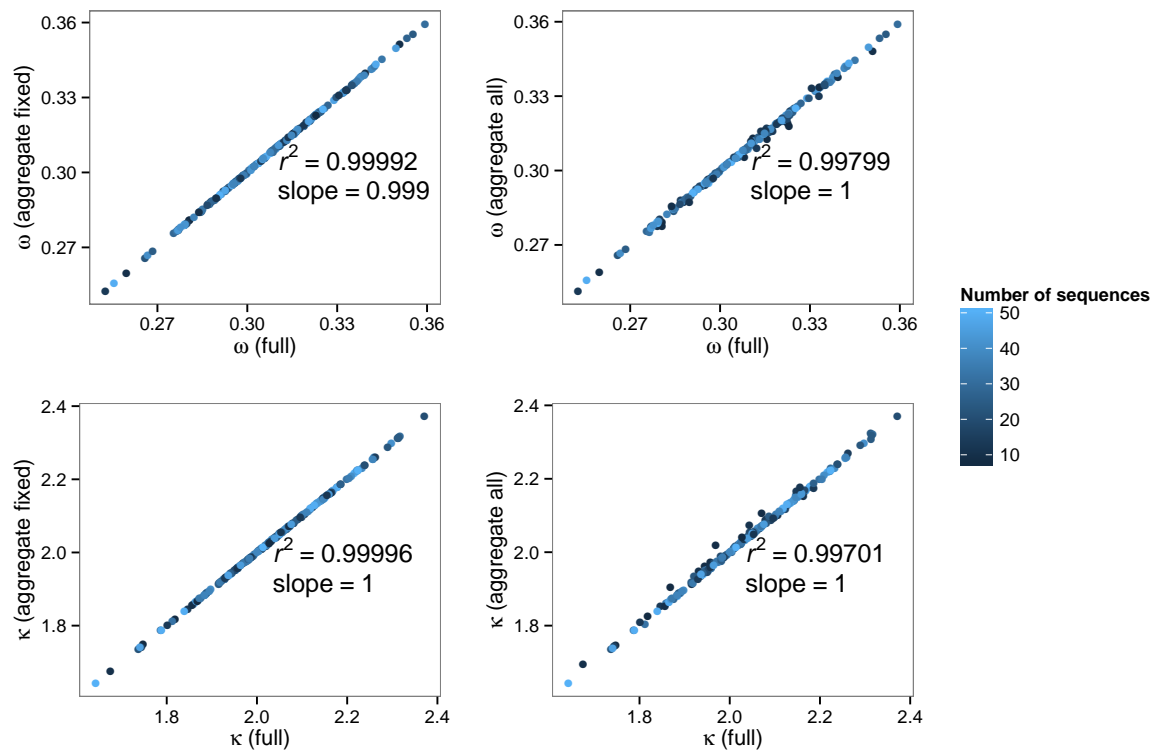 0.36
0.33
0.30
0.27
ω (aggregate fixed)
r² = 0.99992
slope = 0.999
0.27 0.30 0.33 0.36
ω (full)
0.36
0.33
0.30
0.27
ω (aggregate all)
r² = 0.99799
slope = 1
0.27 0.30 0.33 0.36
ω (full)
Number of sequences
50
40
30
20
10
2.4
2.2
2.0
1.8
κ (aggregate fixed)
r² = 0.99996
slope = 1
1.8 2.0 2.2 2.4
κ (full)
2.4
2.2
2.0
1.8
κ (aggregate all)
r² = 0.99701
slope = 1
1.8 2.0 2.2 2.4
κ (full)